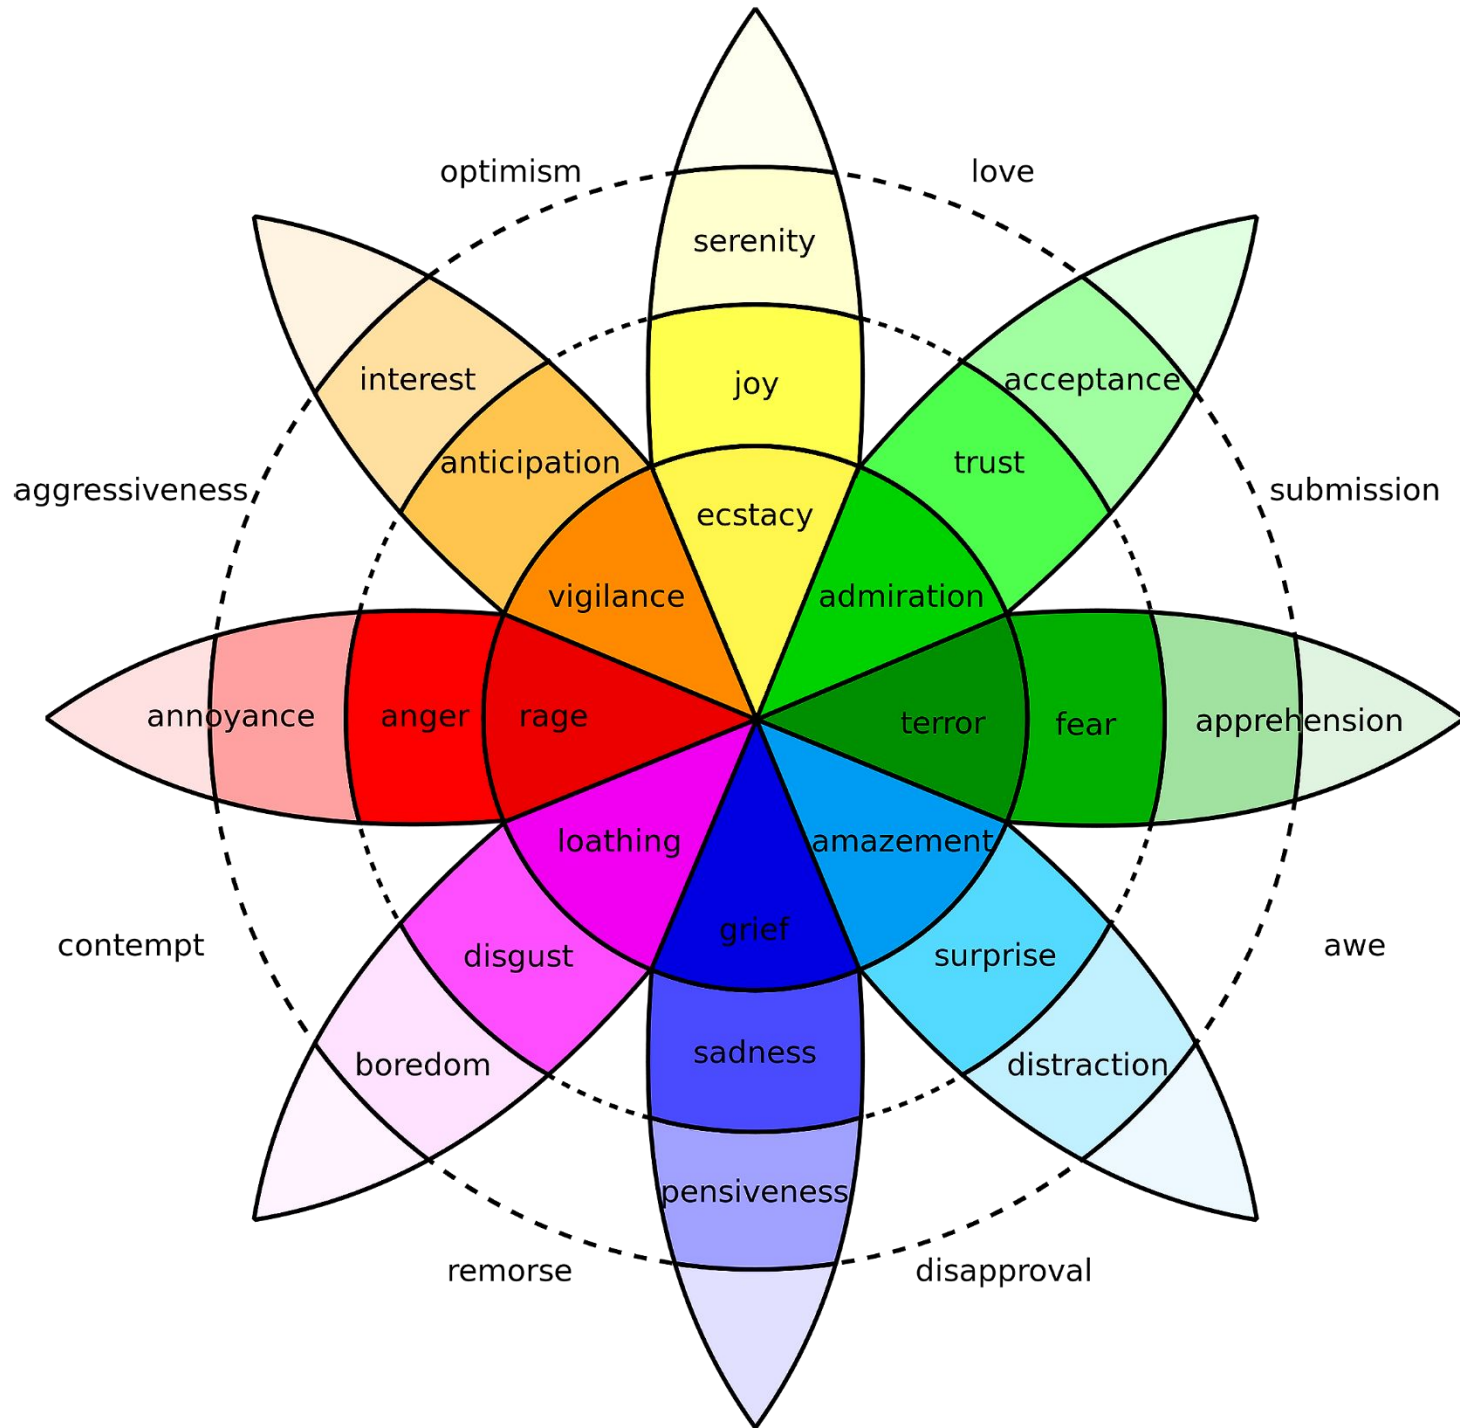 optimism
love
serenity
interest
joy
acceptance
anticipation
trust
aggressiveness
submission
ecstacy
vigilance
admiration
annoyance
anger
rage
terror
fear
apprehension
loathing
amazement
contempt
disgust
grief
surprise
awe
boredom
sadness
distraction
pensiveness
remorse
disapproval